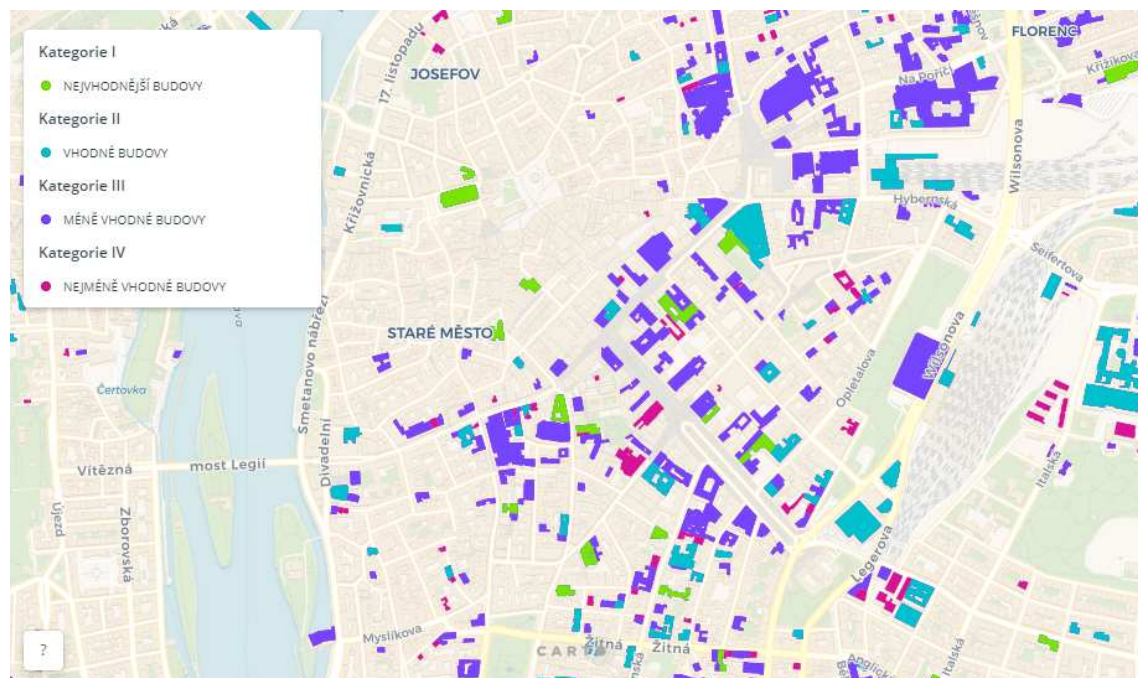 Kategorie I
NEJVHODNĚJŠÍ BUDOVY
Kategorie II
VHODNÉ BUDOVY
Kategorie III
MÉNĚ VHODNÉ BUDOVY
Kategorie IV
NEJMÉNĚ VHODNÉ BUDOVY
17. listopadu
JOSEFOV
FLORENC
Křižíkova
Na Poříčí
Wilsonova
Křižovnická
Hybernská
Seifertova
STARÉ MĚSTO
Smetanovo nábřeží
Wilsonova
Opletalova
Čertovka
Divadelní
Vítězná
most Legií
Italská
Újezd
Zborovská
Legerova
Myslíkova
Žitná
Žitná
CARTO
Anglická
Italská
?